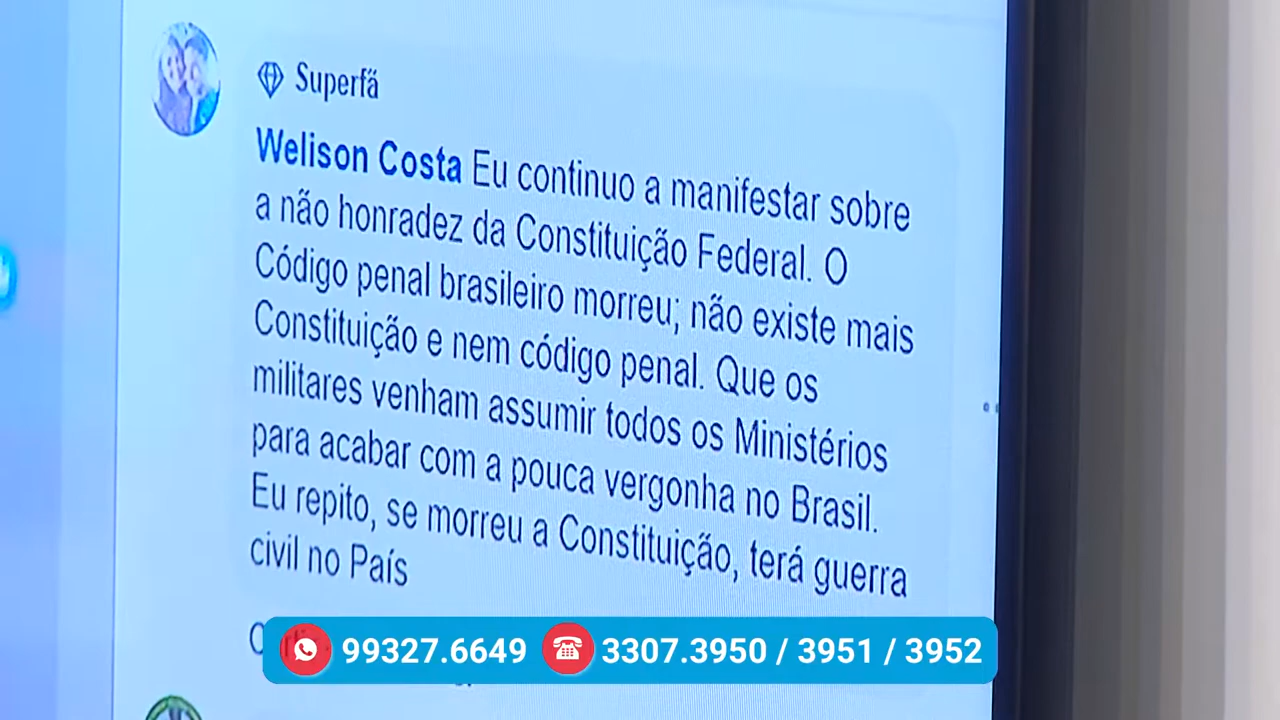 Superfã
Welison Costa Eu continuo a manifestar sobre
a não honradez da Constituição Federal. O
Código penal brasileiro morreu; não existe mais
Constituição e nem código penal. Que os
militares venham assumir todos os Ministérios
para acabar com a pouca vergonha no Brasil.
Eu repito, se morreu a Constituição, terá guerra
civil no País
99327.6649 3307.3950 / 3951 / 3952